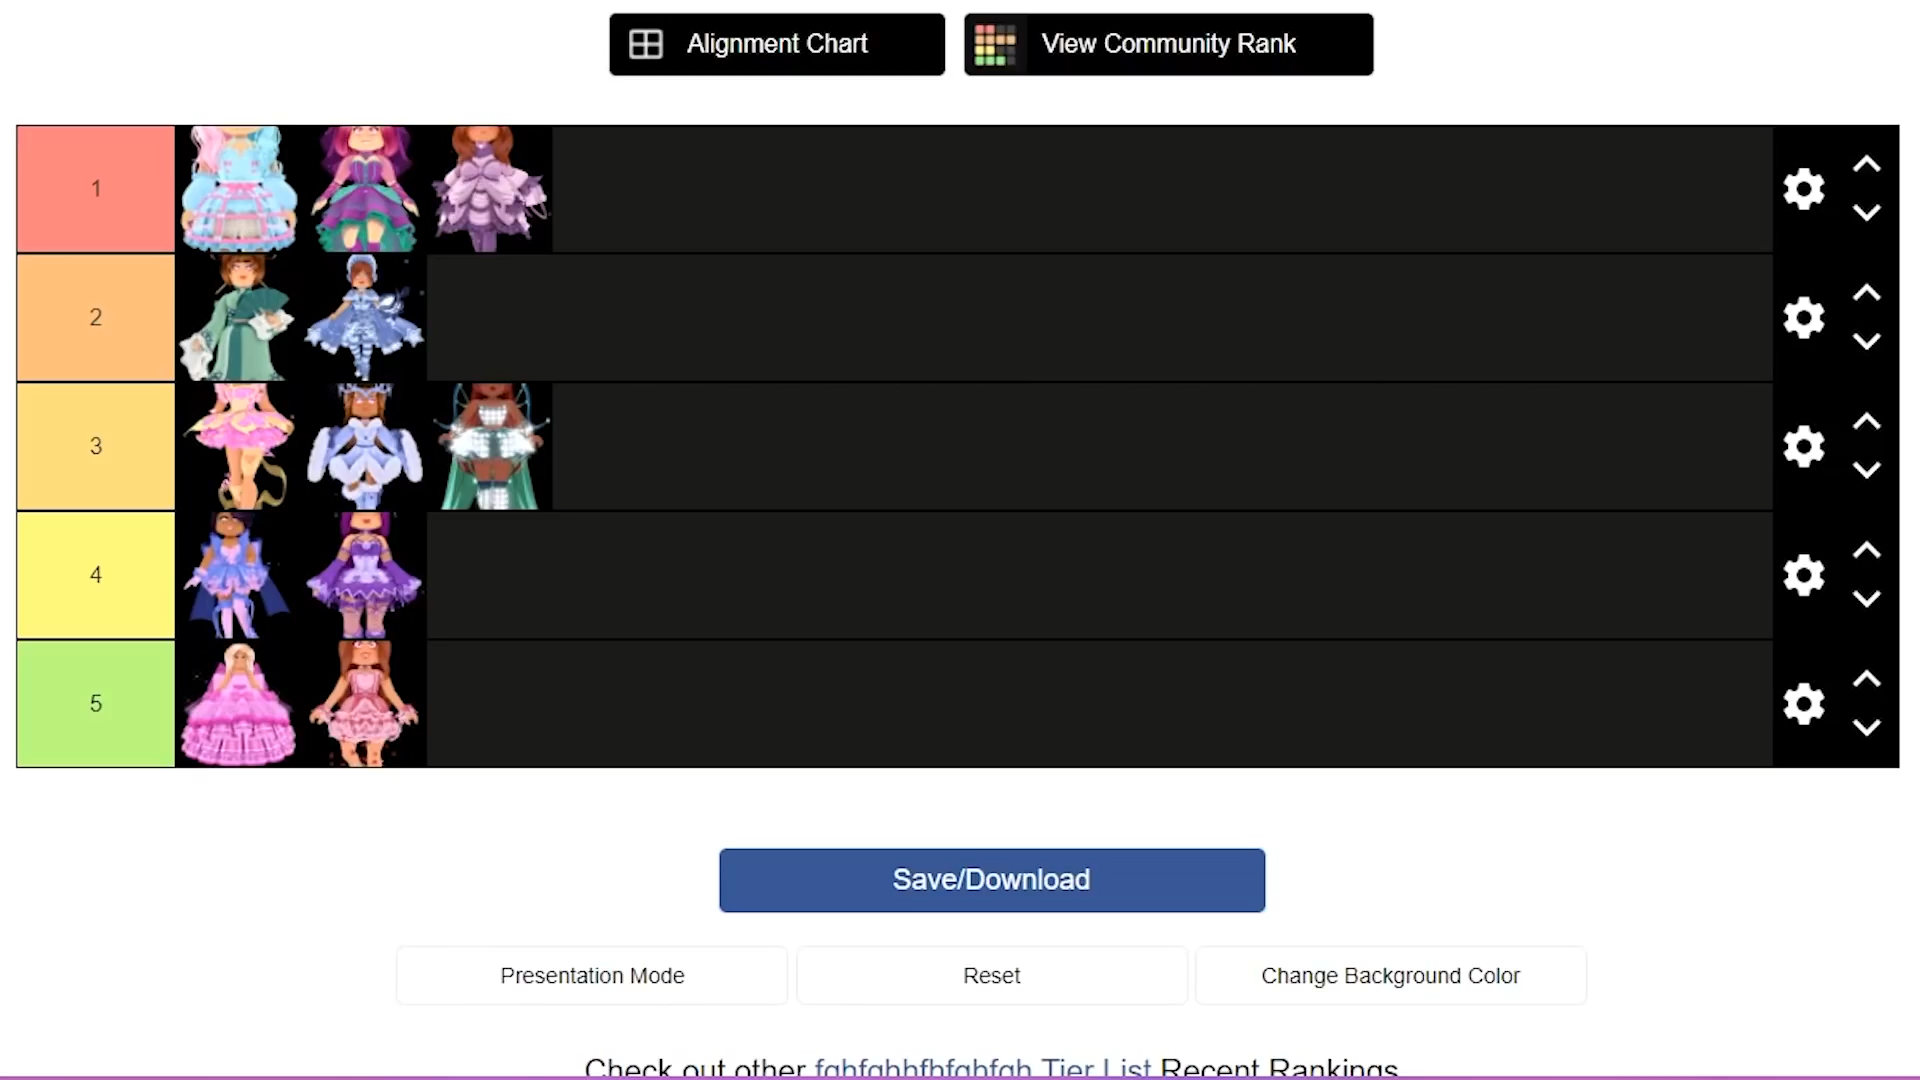 Alignment Chart
View Community Rank
1
2
3
4
5
Save/Download
Presentation Mode
Reset
Change Background Color
Check out other fghfghhfhfghfgh Tier List Recent Rankings